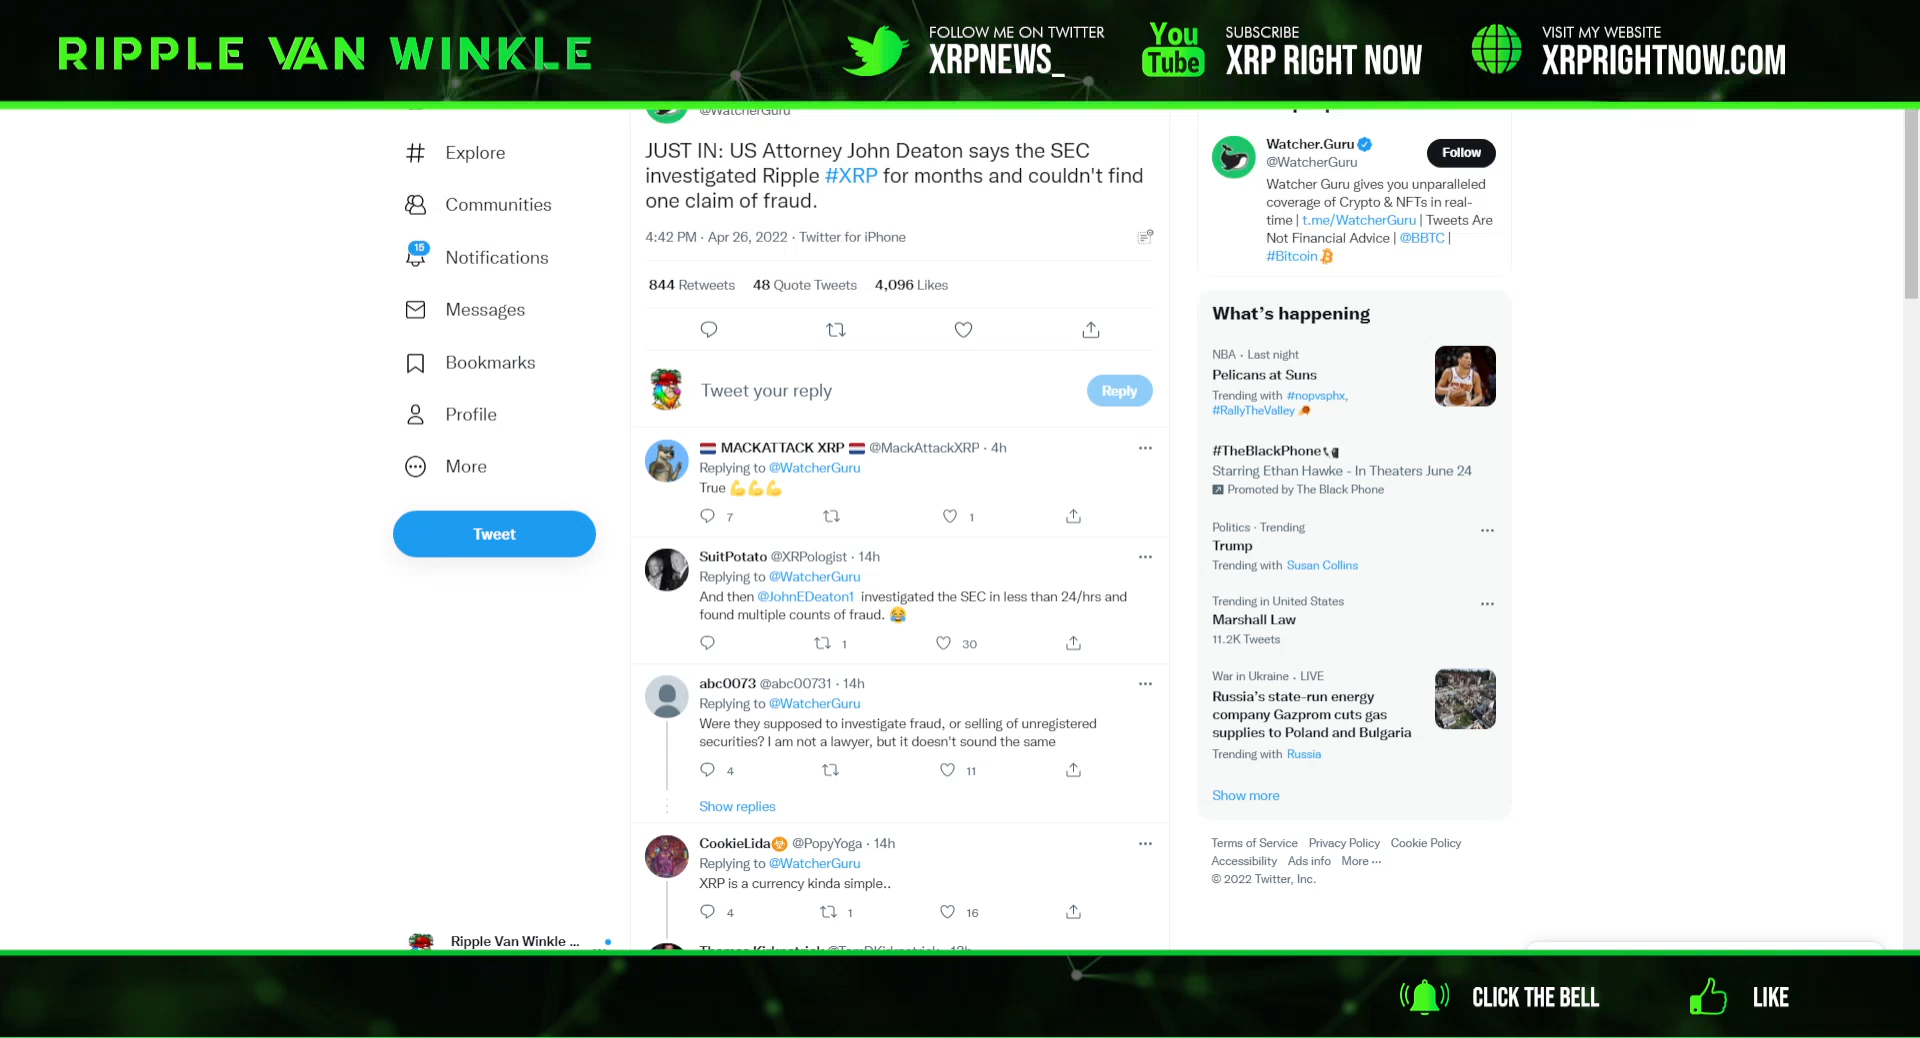 RIPPLE VAN WINKLE
FOLLOW ME ON TWITTER
XRPNEWS_
You
Tube
SUBSCRIBE
XRP RIGHT NOW
VISIT MY WEBSITE
XRPRIGHTNOW.COM
Explore
Communities
15
Notifications
Messages
Bookmarks
Profile
More
Tweet
Ripple Van Winkle ...
@WatcherGuru
JUST IN: US Attorney John Deaton says the SEC
investigated Ripple #XRP for months and couldn't find
one claim of fraud.
4:42 PM · Apr 26, 2022 · Twitter for iPhone
844 Retweets 48 Quote Tweets 4,096 Likes
Tweet your reply
Reply
MACKATTACK XRP @MackAttackXRP · 4h
Replying to @WatcherGuru
True 💪💪💪
7 1
SuitPotato @XRPologist · 14h
Replying to @WatcherGuru
And then @JohnEDeaton1 investigated the SEC in less than 24/hrs and
found multiple counts of fraud. 😂
1 30
abc0073 @abc00731 · 14h
Replying to @WatcherGuru
Were they supposed to investigate fraud, or selling of unregistered
securities? I am not a lawyer, but it doesn't sound the same
4 11
Show replies
CookieLida @PopyYoga · 14h
Replying to @WatcherGuru
XRP is a currency kinda simple..
4 1 16
Watcher.Guru
@WatcherGuru
Follow
Watcher Guru gives you unparalleled
coverage of Crypto & NFTs in real-
time | t.me/WatcherGuru | Tweets Are
Not Financial Advice | @BBTC |
#Bitcoin
What's happening
NBA · Last night
Pelicans at Suns
Trending with #nopvsphx,
#RallyTheValley
#TheBlackPhone
Starring Ethan Hawke - In Theaters June 24
Promoted by The Black Phone
Politics · Trending
Trump
Trending with Susan Collins
Trending in United States
Marshall Law
11.2K Tweets
War in Ukraine · LIVE
Russia's state-run energy
company Gazprom cuts gas
supplies to Poland and Bulgaria
Trending with Russia
Show more
Terms of Service Privacy Policy Cookie Policy
Accessibility Ads info More ...
© 2022 Twitter, Inc.
CLICK THE BELL
LIKE